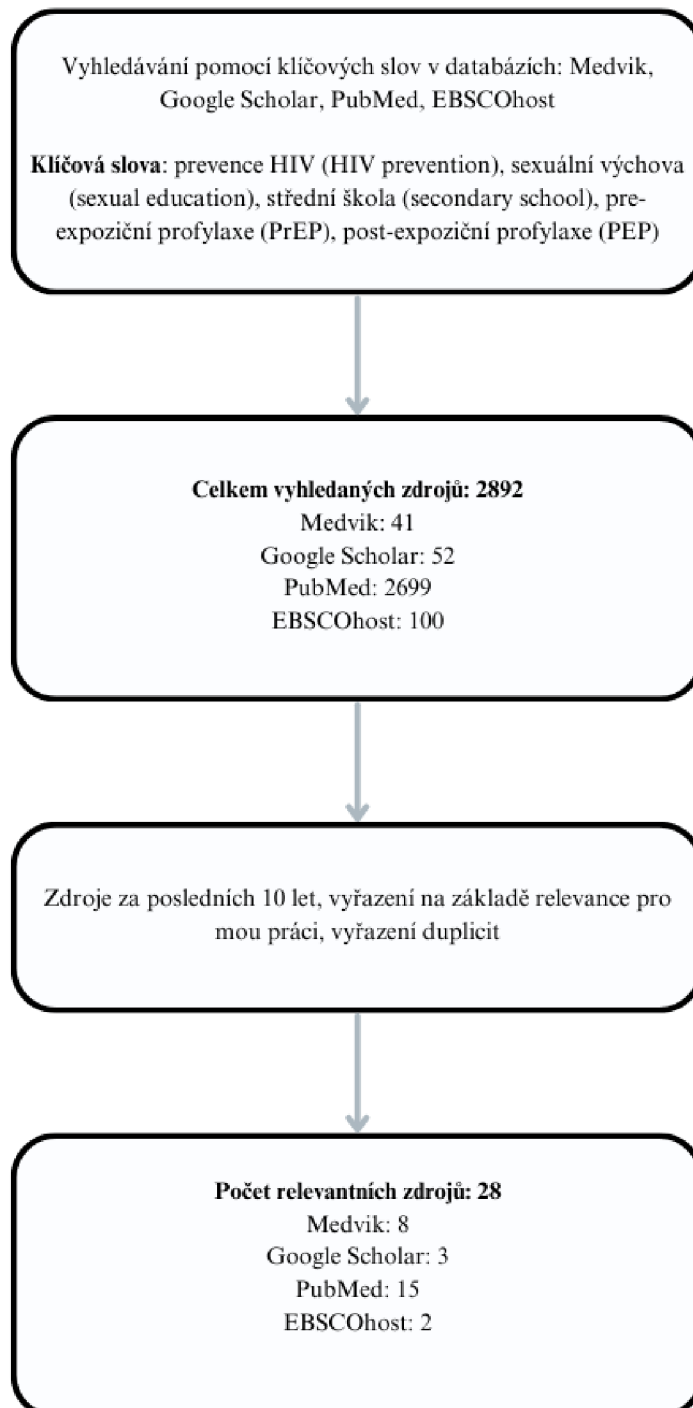 Vyhledávání pomocí klíčových slov v databázích: Medvik,
Google Scholar, PubMed, EBSCOhost
Klíčová slova: prevence HIV (HIV prevention), sexuální výchova
(sexual education), střední škola (secondary school), pre-
expoziční profylaxe (PrEP), post-expoziční profylaxe (PEP)
Celkem vyhledaných zdrojů: 2892
Medvik: 41
Google Scholar: 52
PubMed: 2699
EBSCOhost: 100
Zdroje za posledních 10 let, vyřazení na základě relevance pro
mou práci, vyřazení duplicit
Počet relevantních zdrojů: 28
Medvik: 8
Google Scholar: 3
PubMed: 15
EBSCOhost: 2